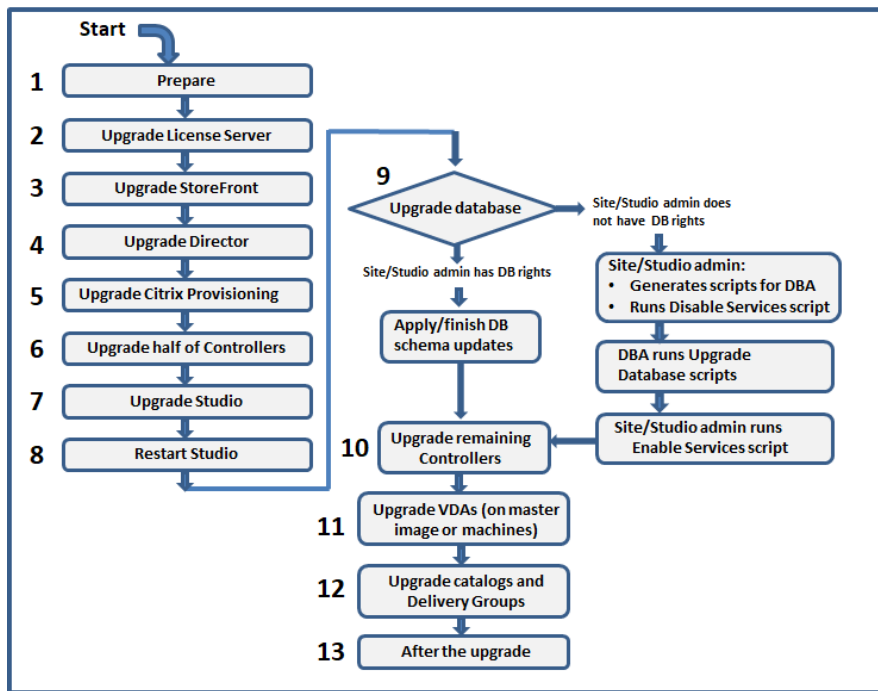 Start
1 Prepare
2 Upgrade License Server
3 Upgrade StoreFront
4 Upgrade Director
5 Upgrade Citrix Provisioning
6 Upgrade half of Controllers
7 Upgrade Studio
8 Restart Studio
9
Upgrade database
Site/Studio admin does
not have DB rights
Site/Studio admin has DB rights
Apply/finish DB
schema updates
Site/Studio admin:
• Generates scripts for DBA
• Runs Disable Services script
DBA runs Upgrade
Database scripts
Site/Studio admin runs
Enable Services script
10 Upgrade remaining
Controllers
11 Upgrade VDAs (on master
image or machines)
12 Upgrade catalogs and
Delivery Groups
13 After the upgrade